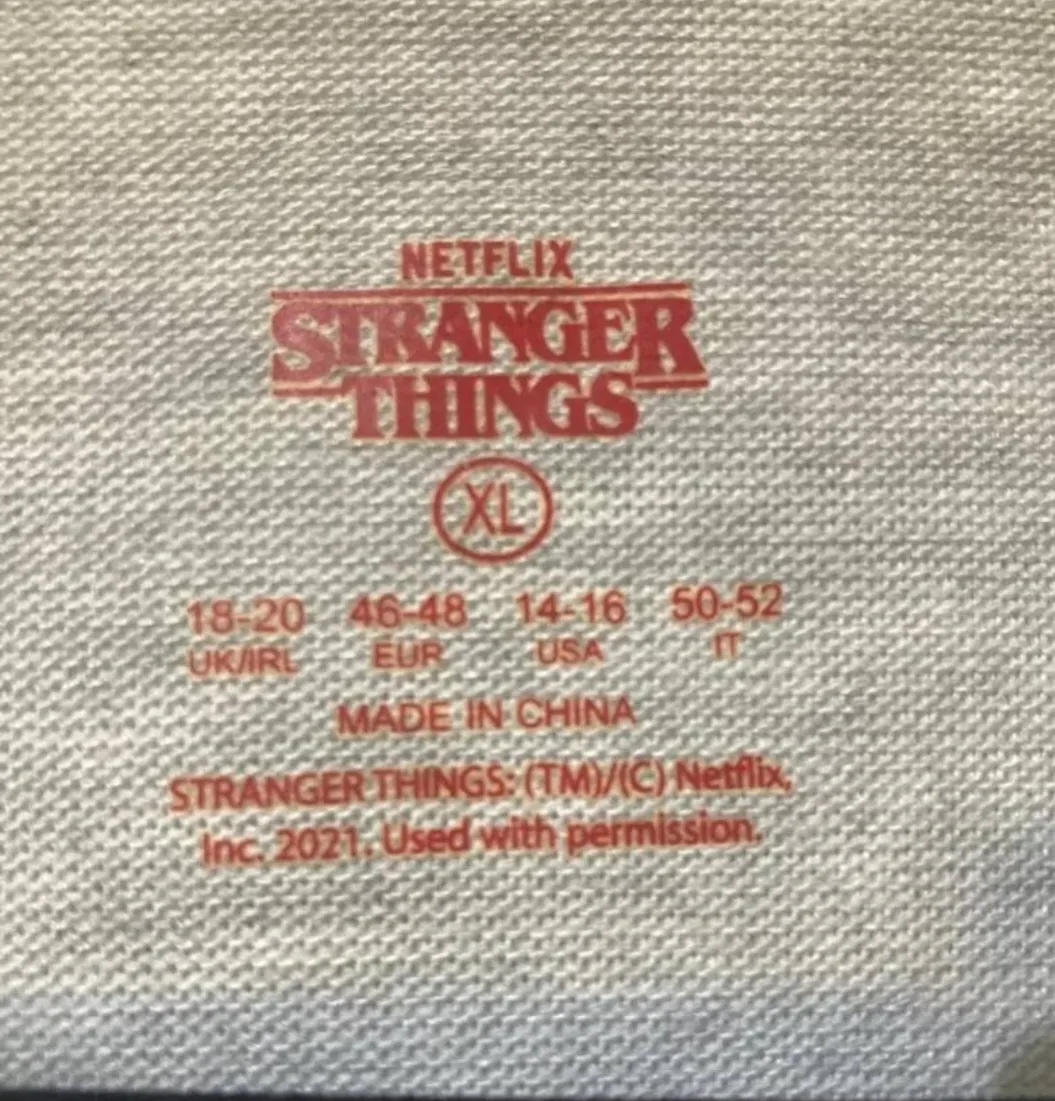 NETFLIX
STRANGER
THINGS
XL
18-20 46-48 14-16 50-52
UK/IRL EUR USA IT
MADE IN CHINA
STRANGER THINGS: (TM)/(C) Netflix,
Inc. 2021. Used with permission.